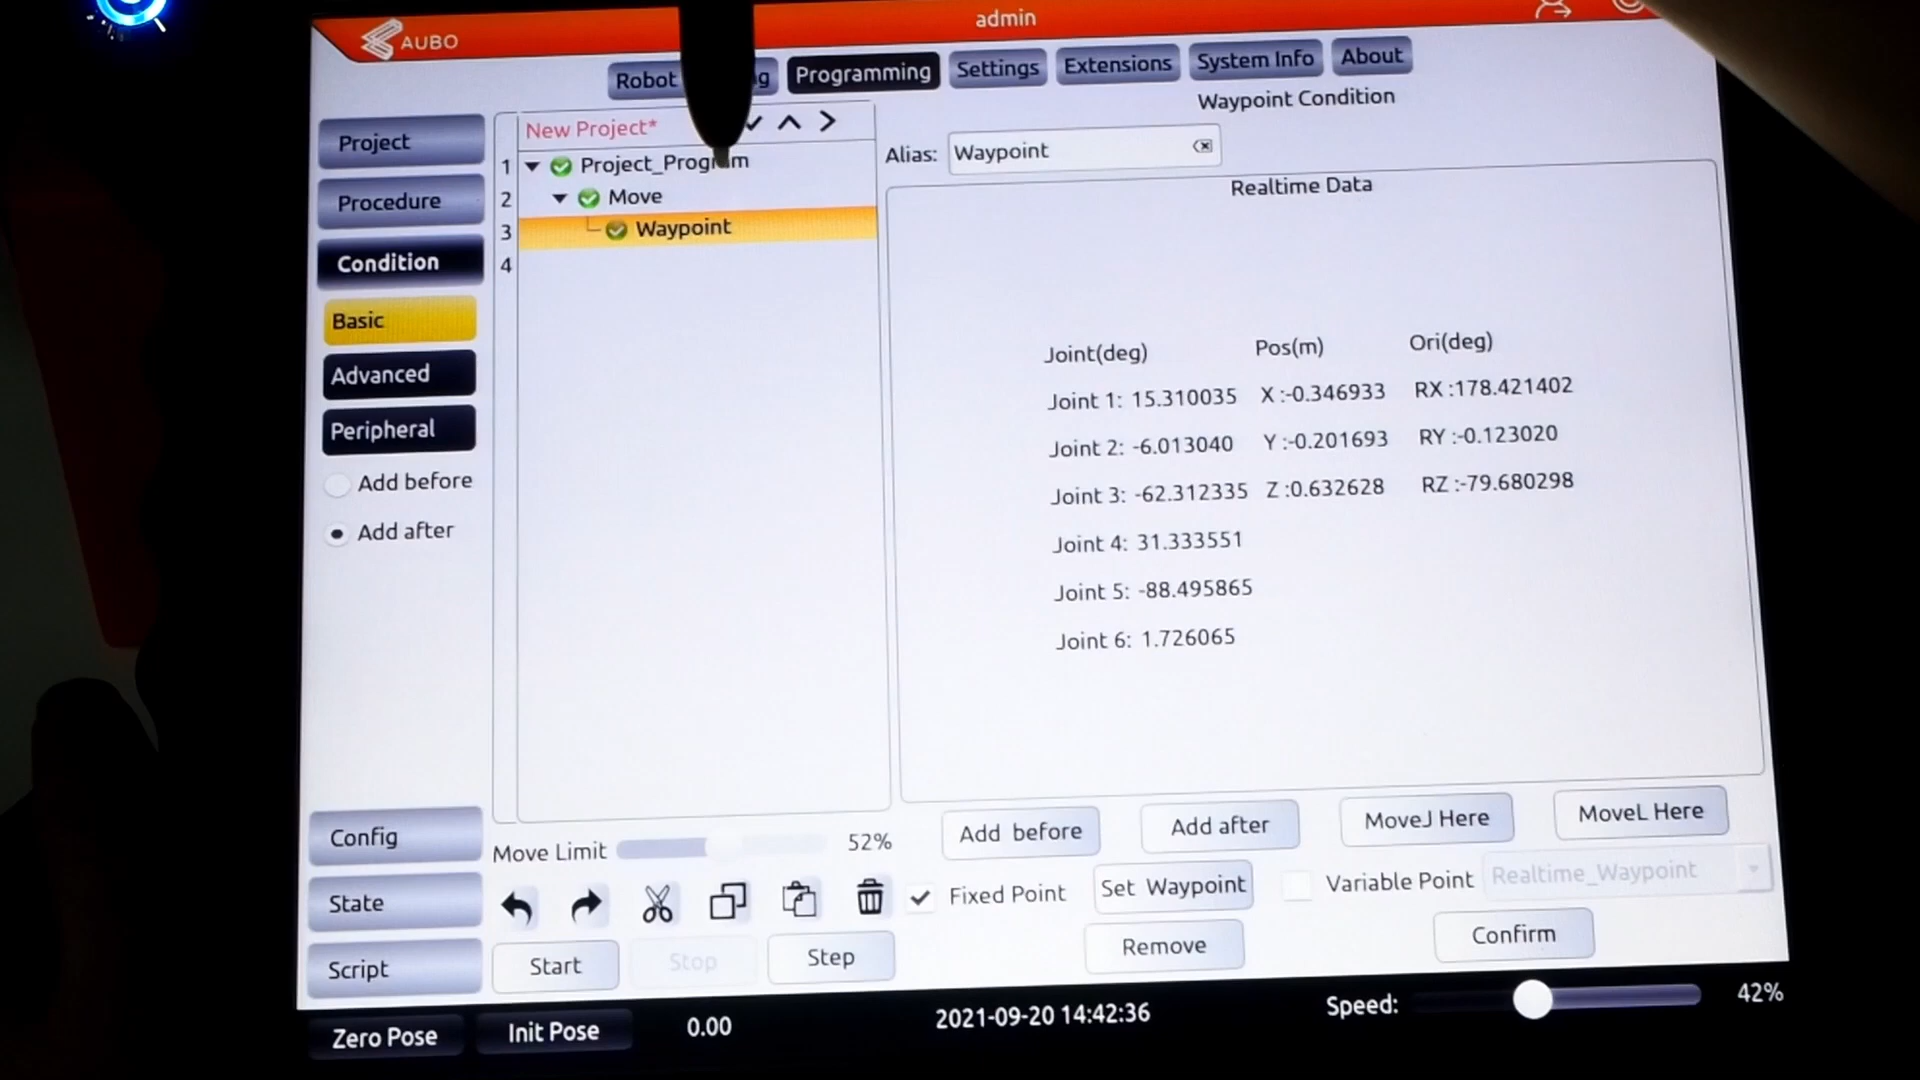 AUBO
admin
Robot g
Programming
Settings
Extensions
System Info
About
Waypoint Condition
Project
Procedure
Condition
Basic
Advanced
Peripheral
Add before
Add after
New Project*
1 Project_Program
2 Move
3 Waypoint
4
Alias: Waypoint
Realtime Data
Joint(deg) Pos(m) Ori(deg)
Joint 1: 15.310035 X :-0.346933 RX :178.421402
Joint 2: -6.013040 Y :-0.201693 RY :-0.123020
Joint 3: -62.312335 Z :0.632628 RZ :-79.680298
Joint 4: 31.333551
Joint 5: -88.495865
Joint 6: 1.726065
Config
State
Script
Move Limit 52%
Add before
Add after
MoveJ Here
MoveL Here
Fixed Point
Set Waypoint
Variable Point
Realtime_Waypoint
Start
Stop
Step
Remove
Confirm
Zero Pose
Init Pose
0.00
2021-09-20 14:42:36
Speed: 42%